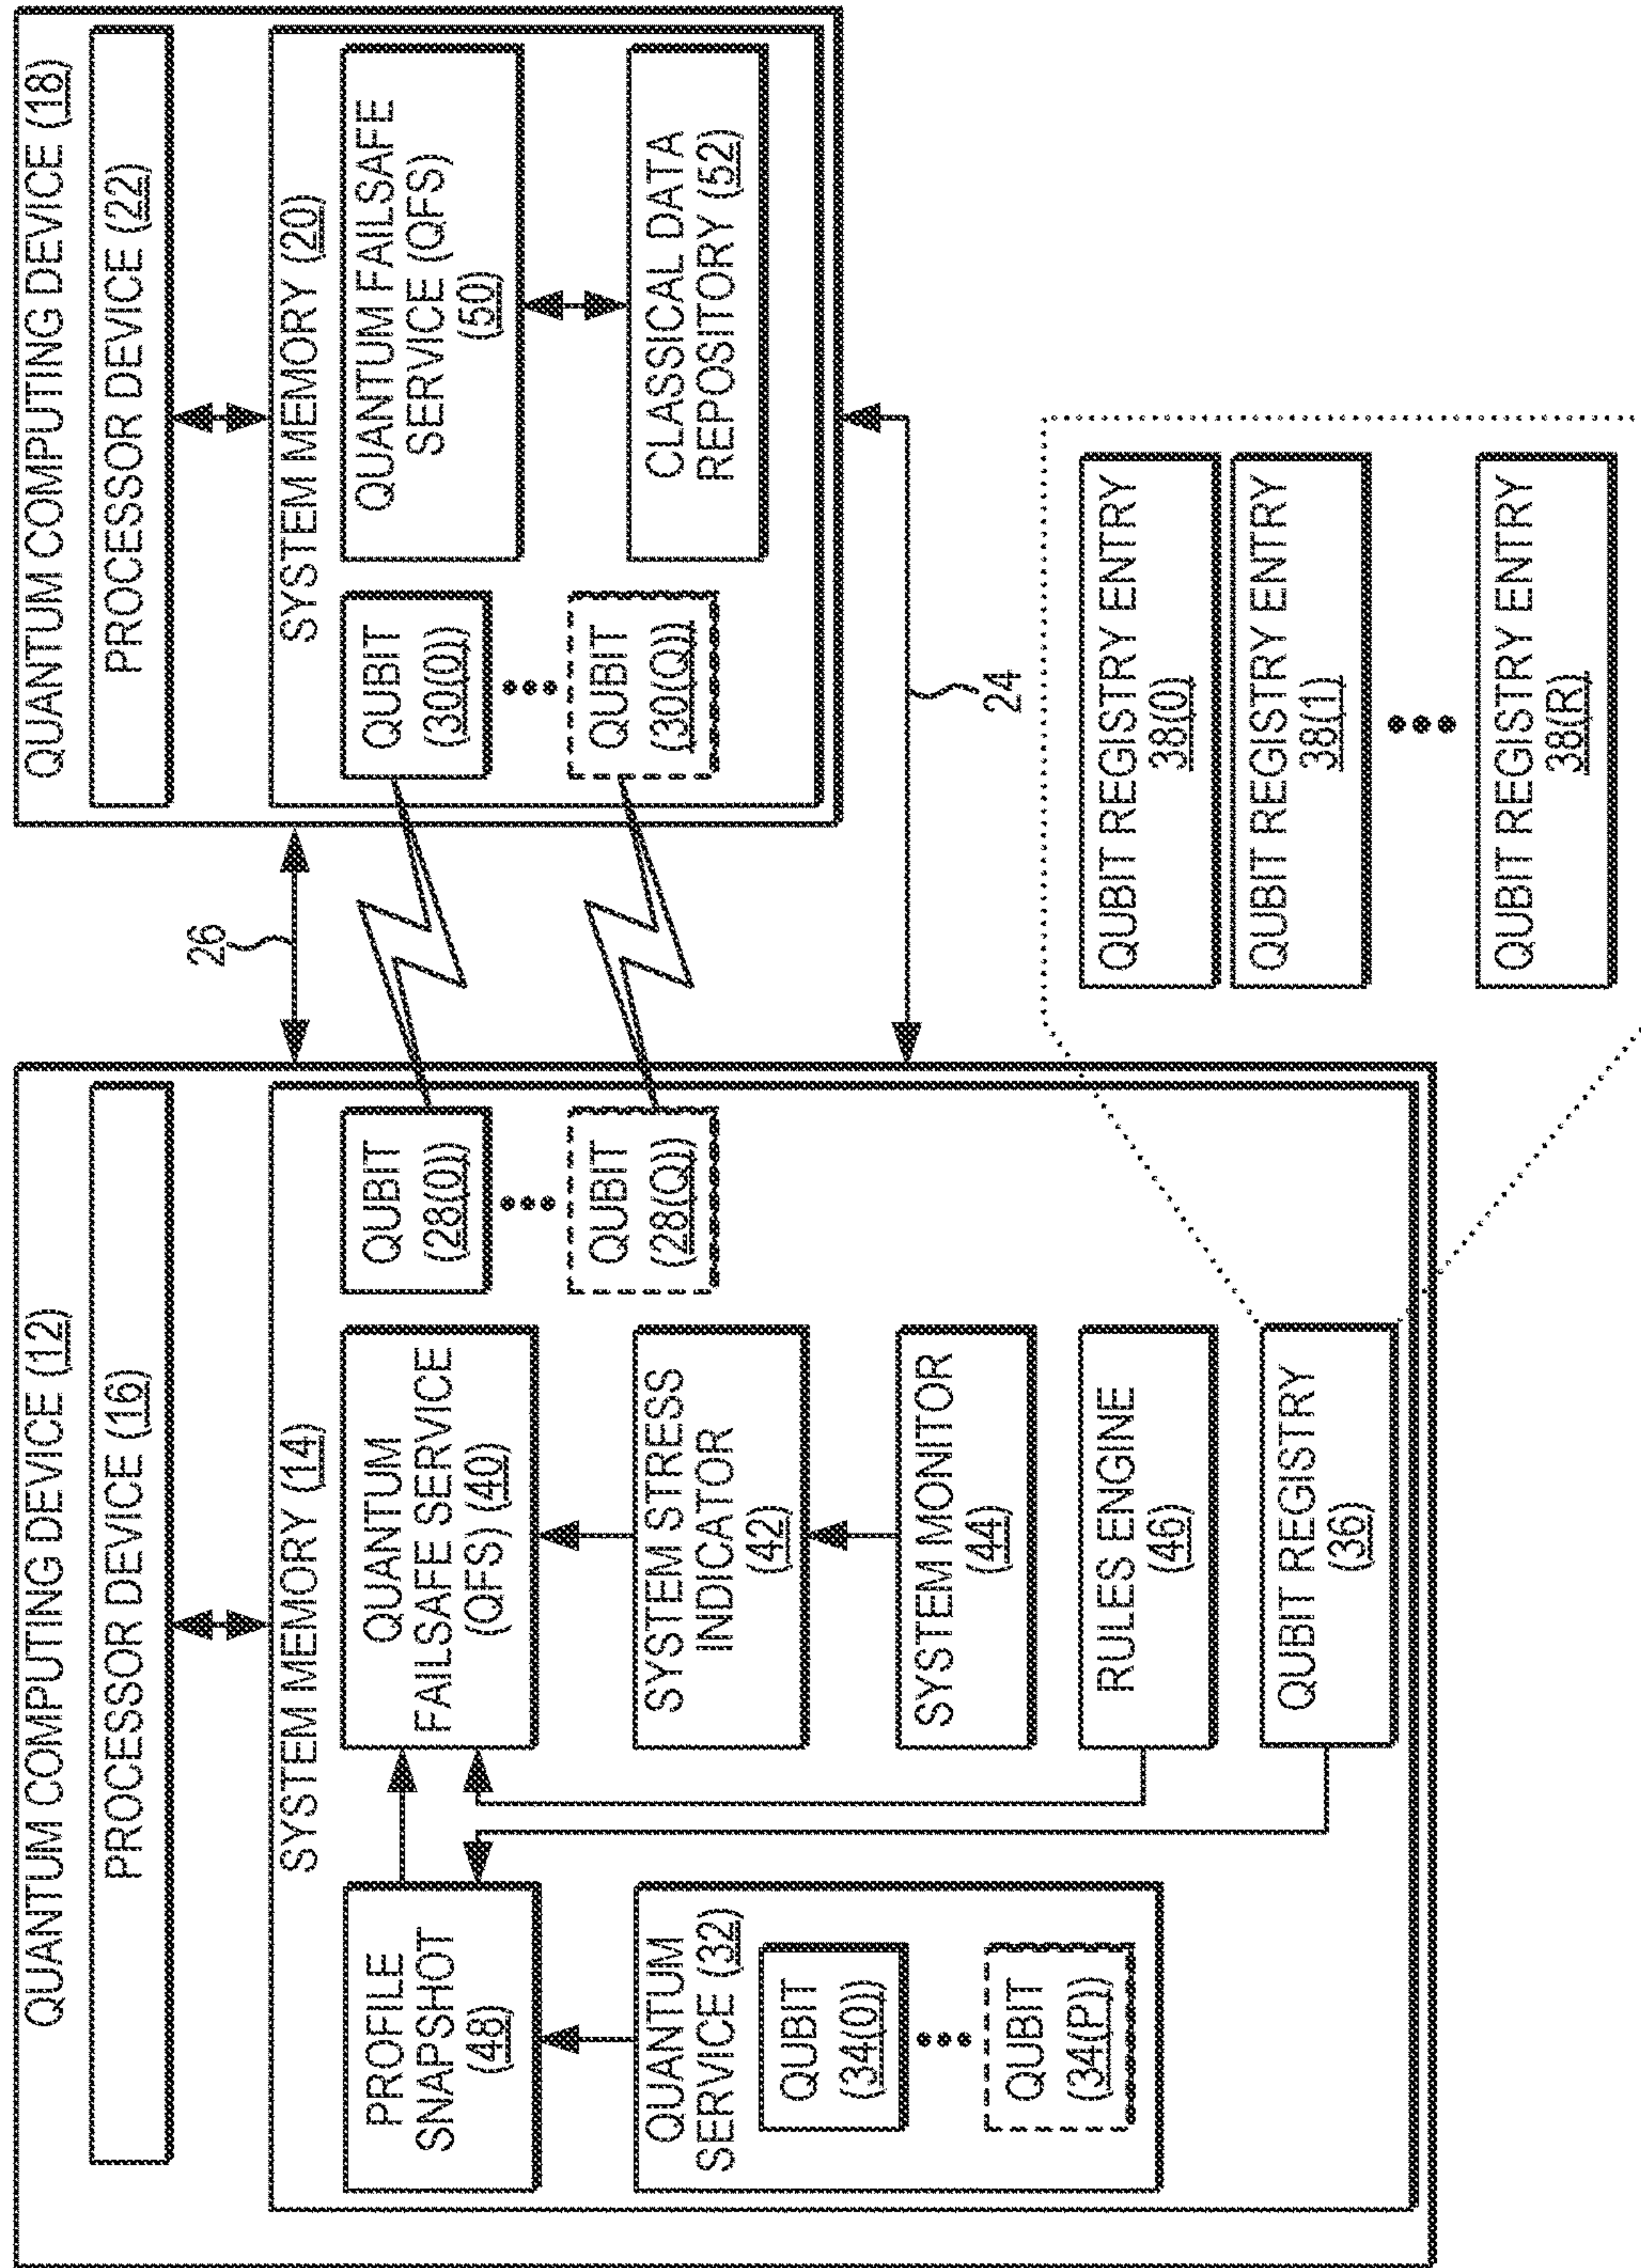 QUANTUM COMPUTING DEVICE (12)
PROCESSOR DEVICE (16)
SYSTEM MEMORY (14)
PROFILE
SNAPSHOT
(48)
QUANTUM
SERVICE (32)
QUBIT
(34(0))
•••
QUBIT
(34(P))
QUANTUM
FAILSAFE SERVICE
(QFS) (40)
SYSTEM STRESS
INDICATOR
(42)
SYSTEM MONITOR
(44)
RULES ENGINE
(46)
QUBIT REGISTRY
(36)
QUBIT
(28(0))
•••
QUBIT
(28(Q))
26
QUANTUM COMPUTING DEVICE (18)
PROCESSOR DEVICE (22)
SYSTEM MEMORY (20)
QUBIT
(30(0))
•••
QUBIT
(30(Q))
QUANTUM FAILSAFE
SERVICE (QFS)
(50)
CLASSICAL DATA
REPOSITORY (52)
24
QUBIT REGISTRY ENTRY
38(0)
QUBIT REGISTRY ENTRY
38(1)
•••
QUBIT REGISTRY ENTRY
38(R)